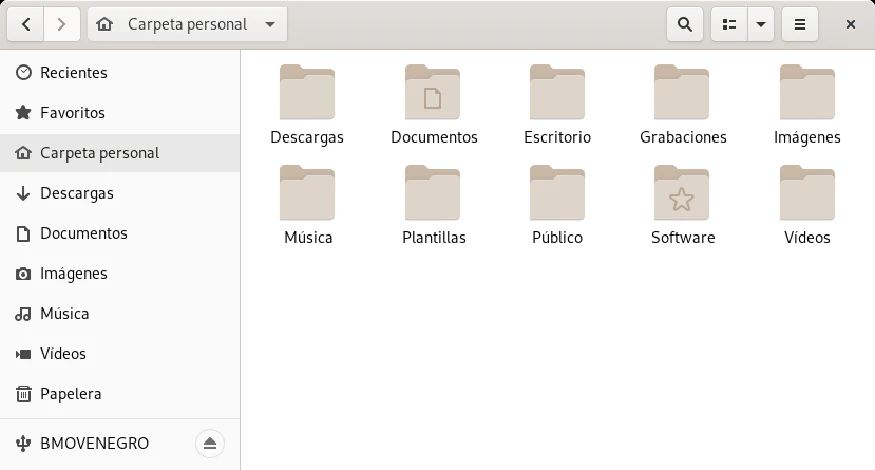 Carpeta personal
Recientes
Favoritos
Carpeta personal
Descargas
Documentos
Imágenes
Música
Vídeos
Papelera
BMOVENEGRO
Descargas Documentos Escritorio Grabaciones Imágenes
Música Plantillas Público Software Vídeos